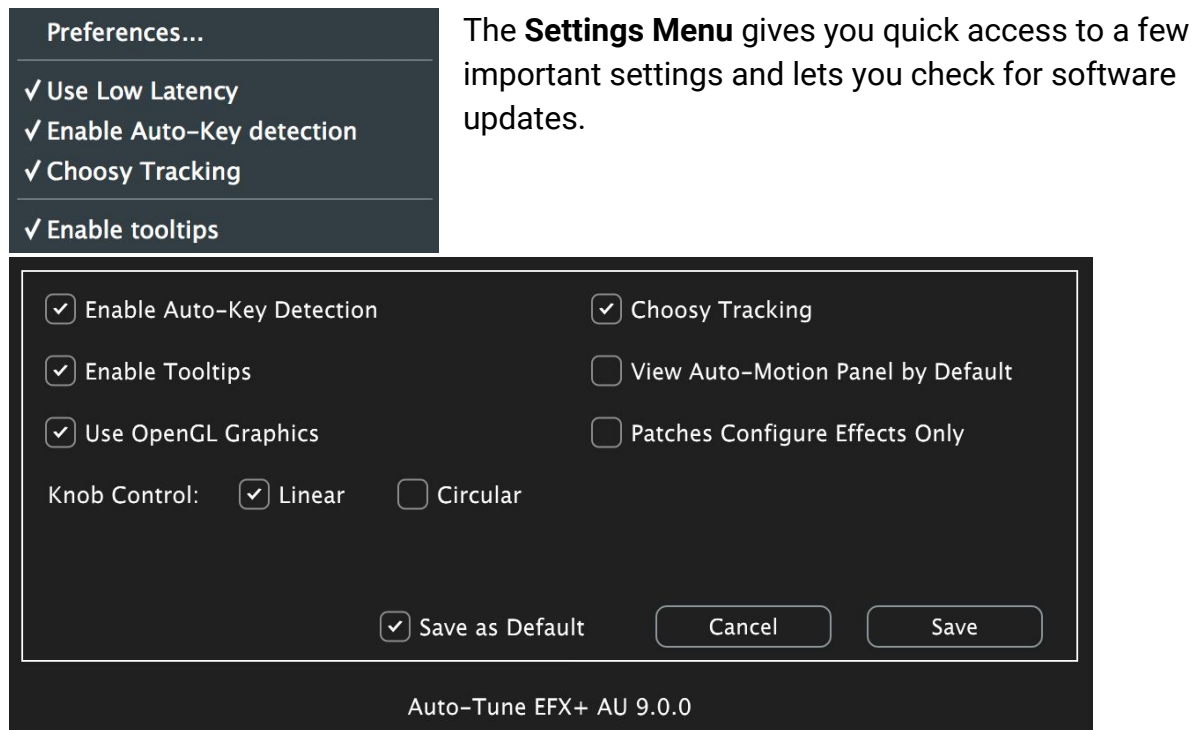 Preferences...
✓ Use Low Latency
✓ Enable Auto-Key detection
✓ Choosy Tracking
✓ Enable tooltips
The Settings Menu gives you quick access to a few
important settings and lets you check for software
updates.
Enable Auto-Key Detection
Choosy Tracking
Enable Tooltips
View Auto-Motion Panel by Default
Use OpenGL Graphics
Patches Configure Effects Only
Knob Control: Linear Circular
Save as Default Cancel Save
Auto-Tune EFX+ AU 9.0.0